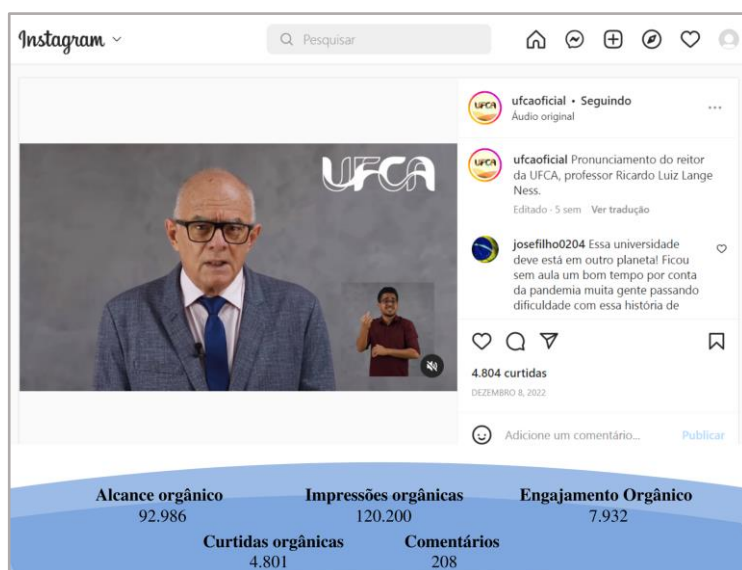 Instagram
Pesquisar
ufcaoficial • Seguindo
Áudio original
ufcaoficial Pronunciamento do reitor
da UFCA, professor Ricardo Luiz Lange
Ness.
Editado · 5 sem Ver tradução
josefilho0204 Essa universidade
deve está em outro planeta! Ficou
sem aula um bom tempo por conta
da pandemia muita gente passando
dificuldade com essa história de
UFCA
4.804 curtidas
DEZEMBRO 8, 2022
Adicione um comentário... Publicar
Alcance orgânico
92.986
Impressões orgânicas
120.200
Engajamento Orgânico
7.932
Curtidas orgânicas
4.801
Comentários
208